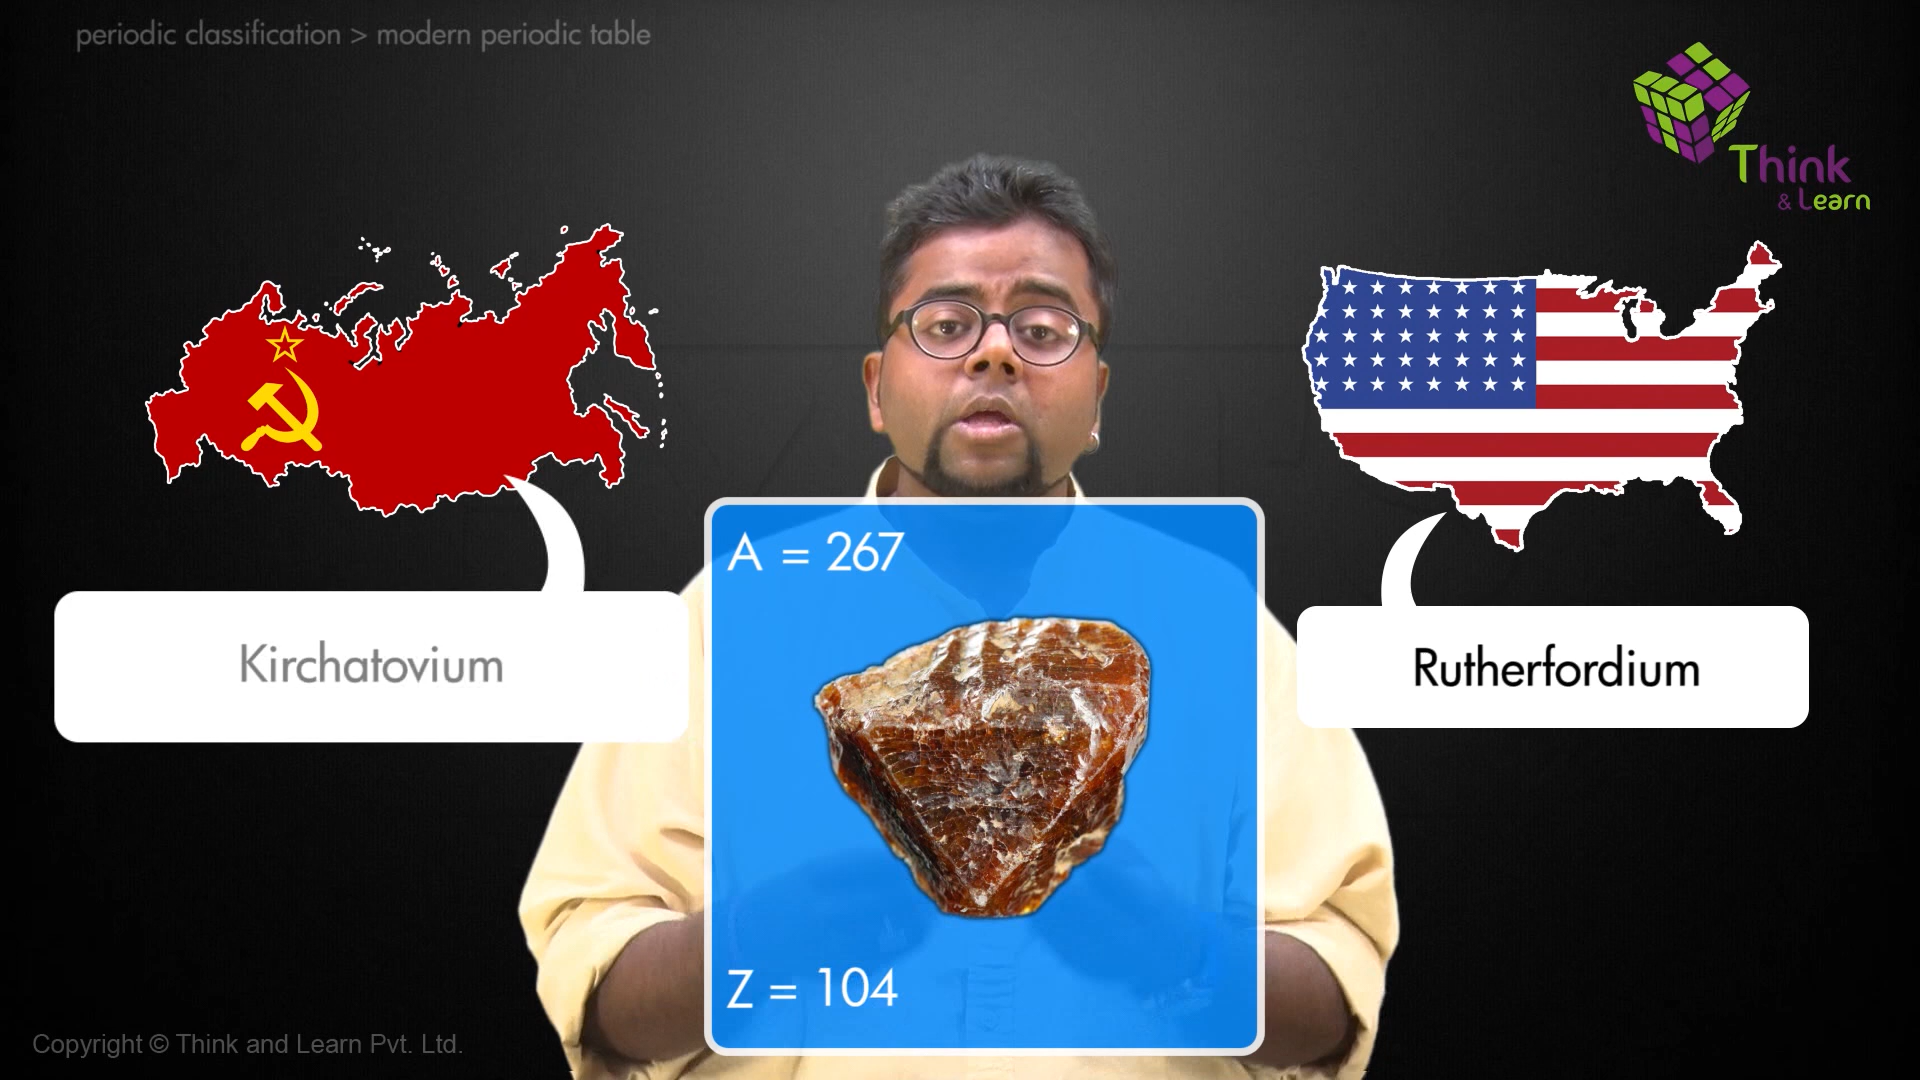 periodic classification > modern periodic table
Think
& Learn
A = 267
Kirchatovium
Rutherfordium
Z = 104
Copyright © Think and Learn Pvt. Ltd.